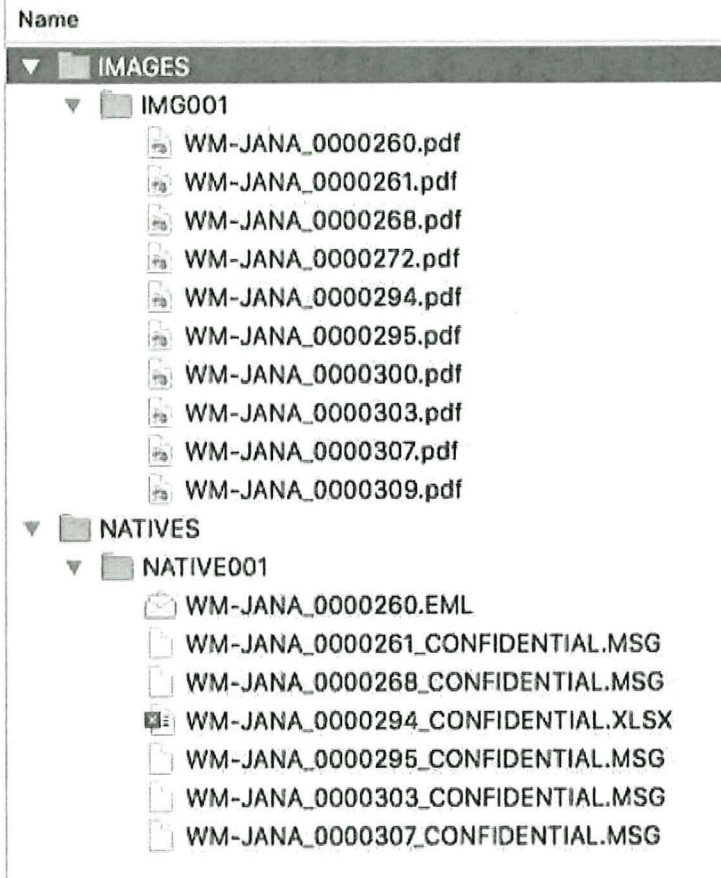 Name
IMAGES
IMG001
WM-JANA_0000260.pdf
WM-JANA_0000261.pdf
WM-JANA_0000268.pdf
WM-JANA_0000272.pdf
WM-JANA_0000294.pdf
WM-JANA_0000295.pdf
WM-JANA_0000300.pdf
WM-JANA_0000303.pdf
WM-JANA_0000307.pdf
WM-JANA_0000309.pdf
NATIVES
NATIVE001
WM-JANA_0000260.EML
WM-JANA_0000261_CONFIDENTIAL.MSG
WM-JANA_0000268_CONFIDENTIAL.MSG
WM-JANA_0000294_CONFIDENTIAL.XLSX
WM-JANA_0000295_CONFIDENTIAL.MSG
WM-JANA_0000303_CONFIDENTIAL.MSG
WM-JANA_0000307_CONFIDENTIAL.MSG